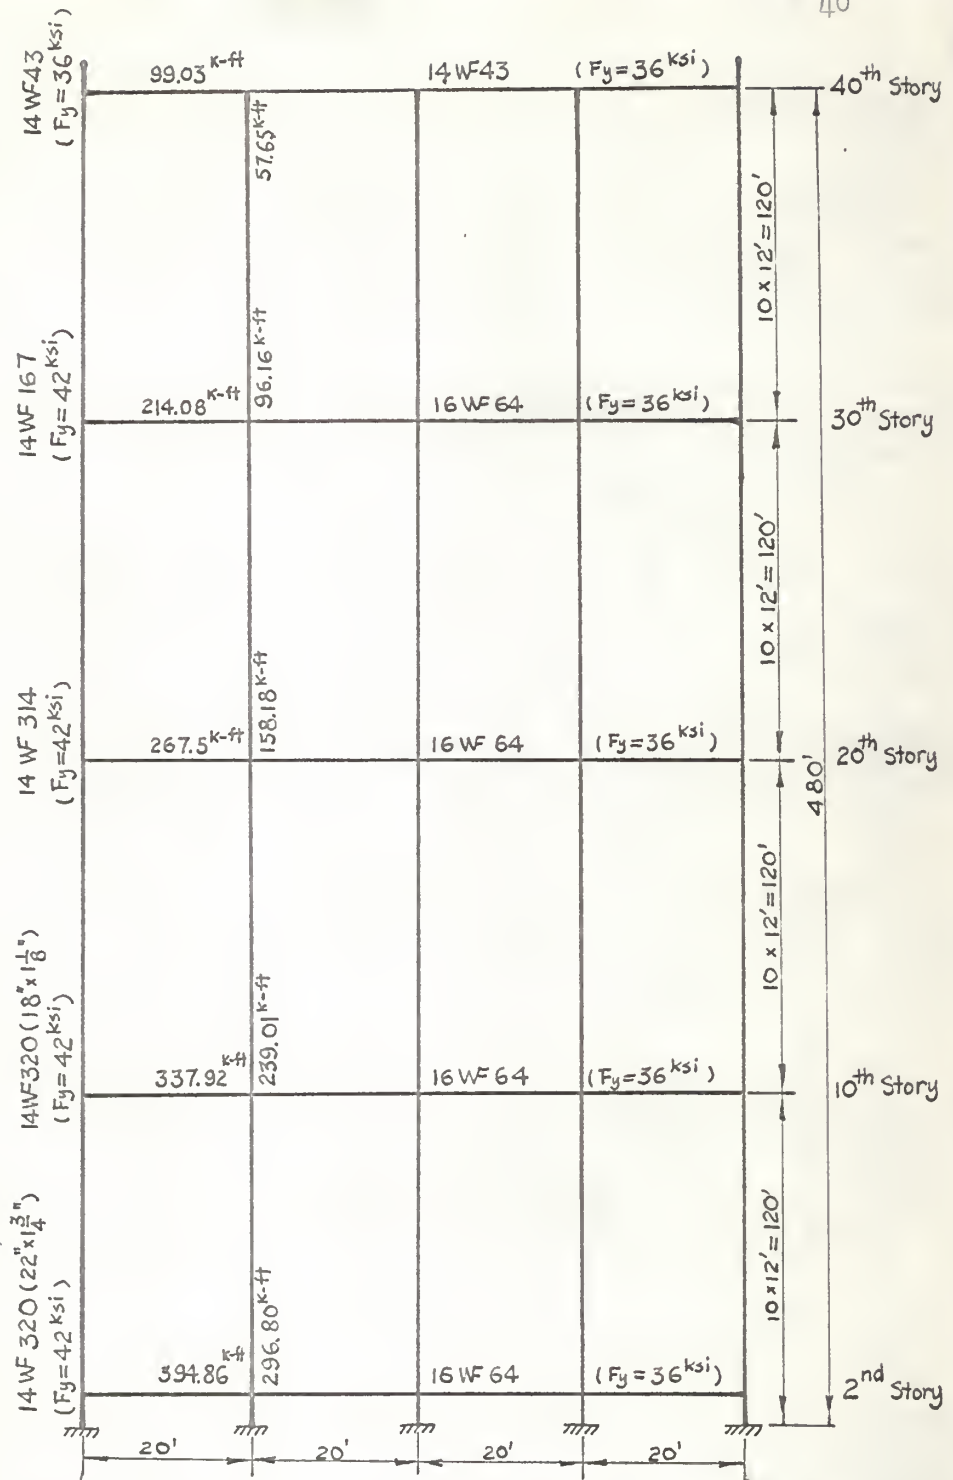 40
14 WF 43
(Fy=36 ksi)
99.03 K-ft
14 WF 43
(Fy=36 ksi)
40th Story
57.65 K-ft
10 x 12'=120'
14 WF 167
(Fy=42 ksi)
96.16 K-ft
214.08 K-ft
16 WF 64
(Fy=36 ksi)
30th Story
10 x 12'=120'
14 WF 314
(Fy=42 ksi)
158.18 K-ft
267.5 K-ft
16 WF 64
(Fy=36 ksi)
20th Story
480'
10 x 12'=120'
14 WF 320 (18" x 1 1/8")
(Fy=42 ksi)
239.01 K-ft
337.92 K-ft
16 WF 64
(Fy=36 ksi)
10th Story
10 x 12'=120'
14 WF 320 (22" x 1 3/4")
(Fy=42 ksi)
296.80 K-ft
394.86 K-ft
16 WF 64
(Fy=36 ksi)
2nd Story
20'
20'
20'
20'